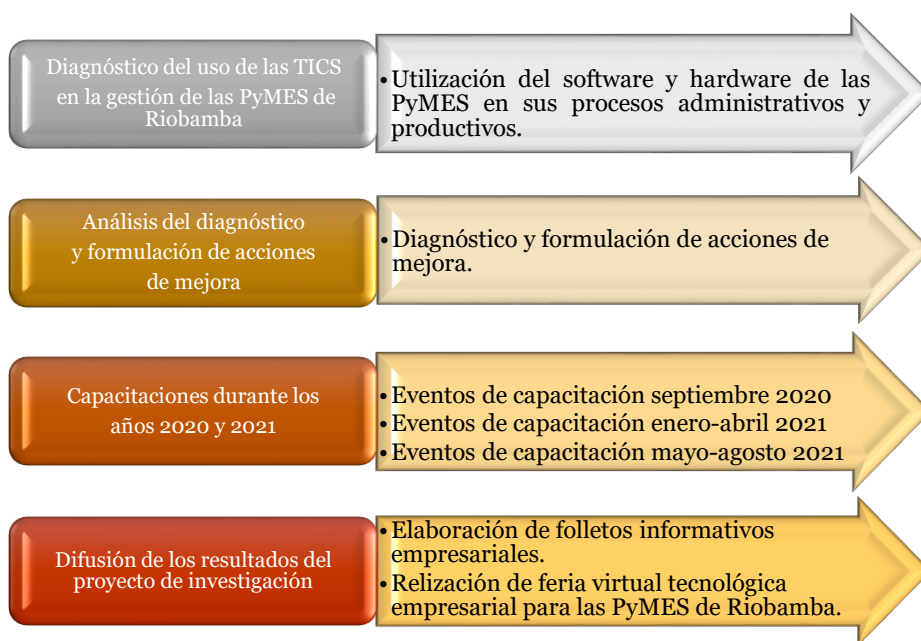 Diagnóstico del uso de las TICS
en la gestión de las PyMES de
Riobamba
•Utilización del software y hardware de las
PyMES en sus procesos administrativos y
productivos.
Análisis del diagnóstico
y formulación de acciones
de mejora
•Diagnóstico y formulación de acciones de
mejora.
Capacitaciones durante los
años 2020 y 2021
•Eventos de capacitación septiembre 2020
•Eventos de capacitación enero-abril 2021
•Eventos de capacitación mayo-agosto 2021
Difusión de los resultados del
proyecto de investigación
•Elaboración de folletos informativos
empresariales.
•Relización de feria virtual tecnológica
empresarial para las PyMES de Riobamba.